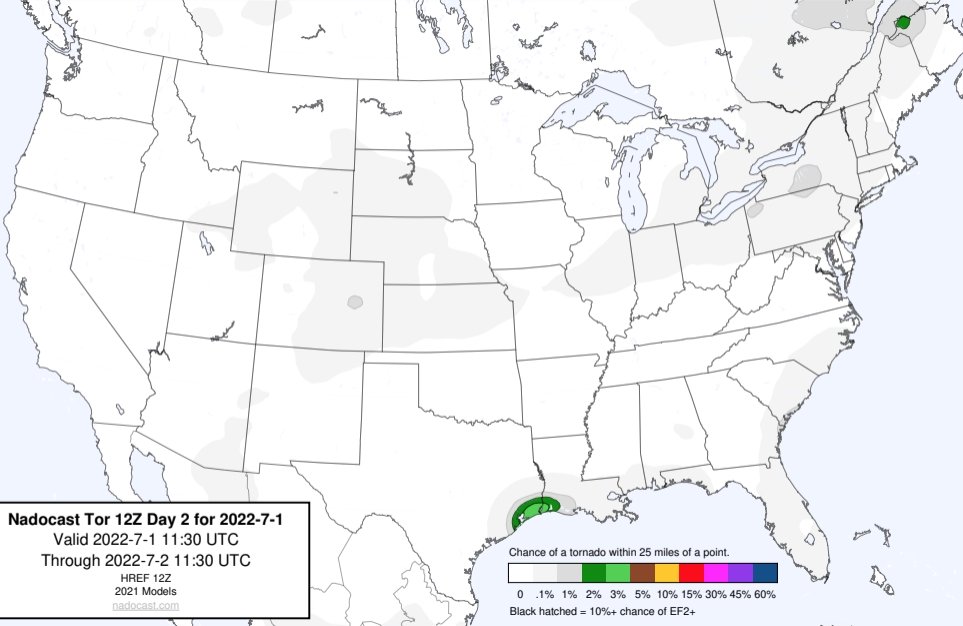 Nadocast Tor 12Z Day 2 for 2022-7-1
Valid 2022-7-1 11:30 UTC
Through 2022-7-2 11:30 UTC
HREF 12Z
2021 Models
nadocast.com
Chance of a tornado within 25 miles of a point.
0 .1% 1% 2% 3% 5% 10% 15% 30% 45% 60%
Black hatched = 10%+ chance of EF2+